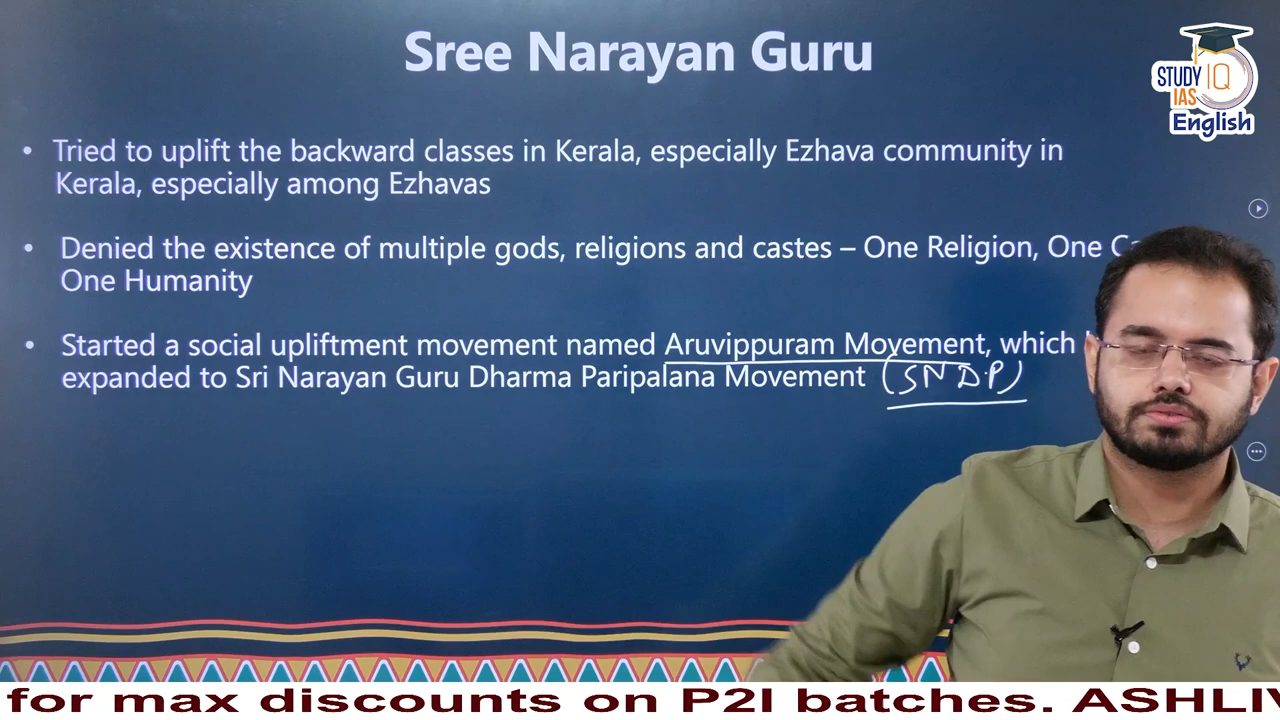 Sree Narayan Guru
STUDY IQ
IAS
English
• Tried to uplift the backward classes in Kerala, especially Ezhava community in
Kerala, especially among Ezhavas
• Denied the existence of multiple gods, religions and castes – One Religion, One
One Humanity
• Started a social upliftment movement named Aruvippuram Movement, which
expanded to Sri Narayan Guru Dharma Paripalana Movement (SNDP)
for max discounts on P2I batches. ASHLIV